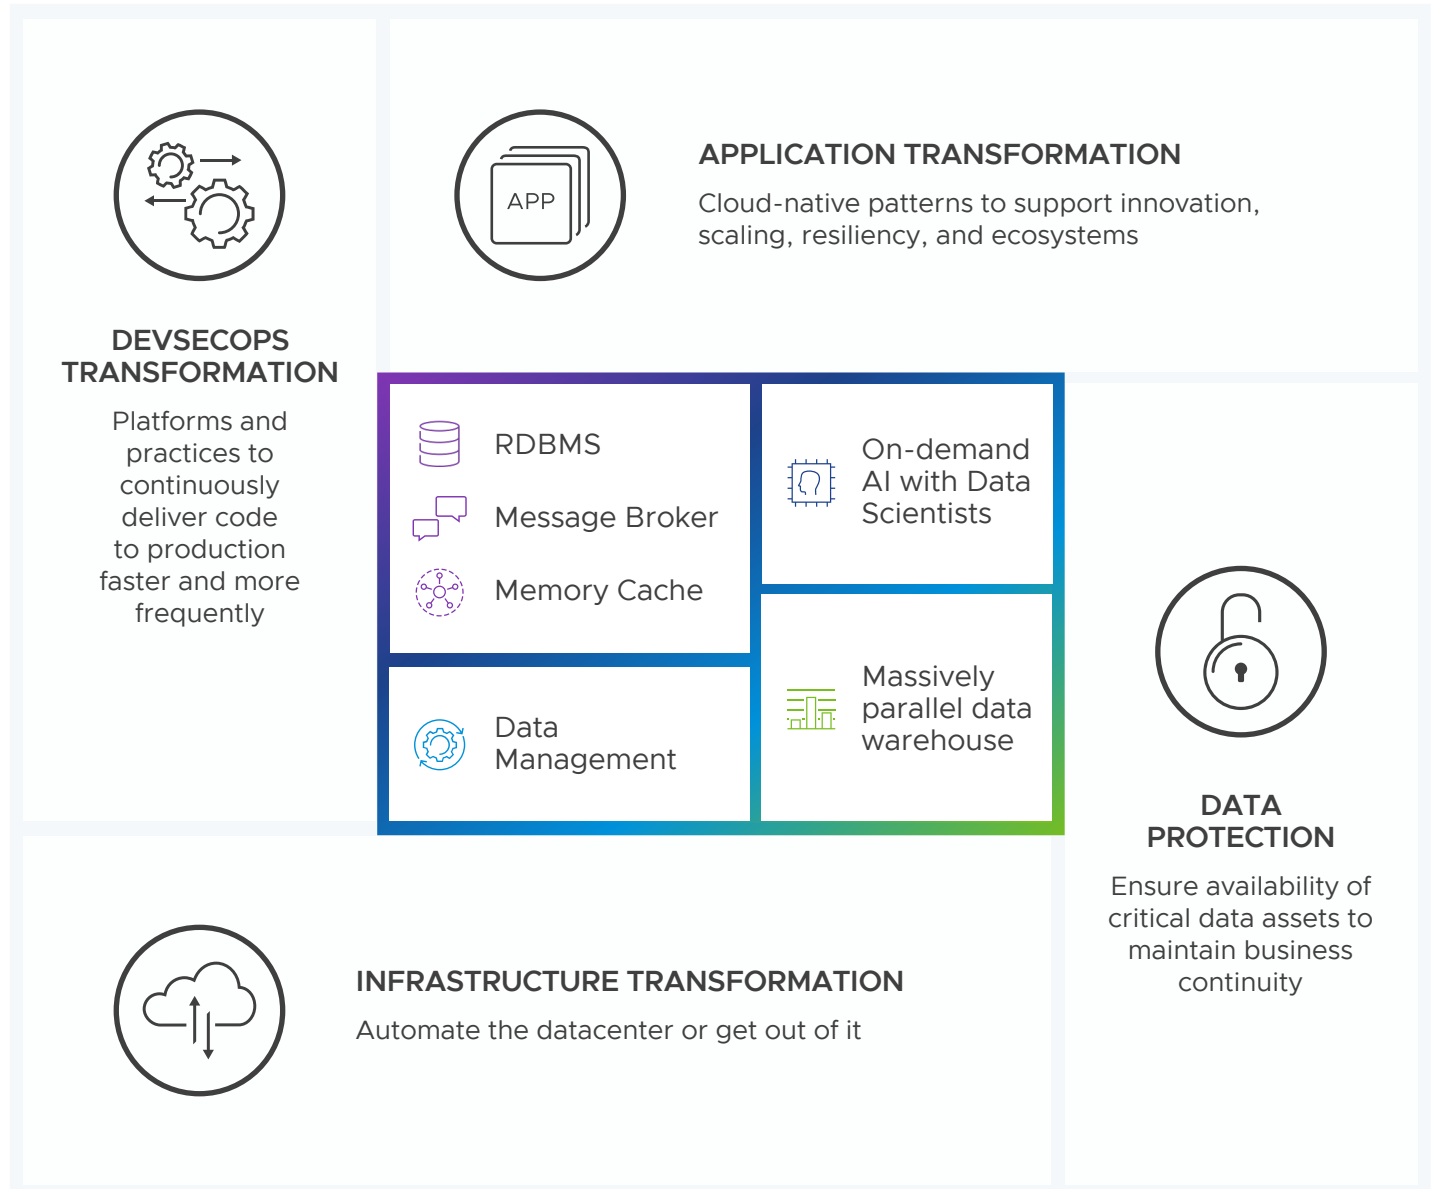 DEVSECOPS
TRANSFORMATION
Platforms and
practices to
continuously
deliver code
to production
faster and more
frequently
APP
APPLICATION TRANSFORMATION
Cloud-native patterns to support innovation,
scaling, resiliency, and ecosystems
RDBMS
Message Broker
Memory Cache
Data
Management
On-demand
AI with Data
Scientists
Massively
parallel data
warehouse
DATA
PROTECTION
Ensure availability of
critical data assets to
maintain business
continuity
INFRASTRUCTURE TRANSFORMATION
Automate the datacenter or get out of it